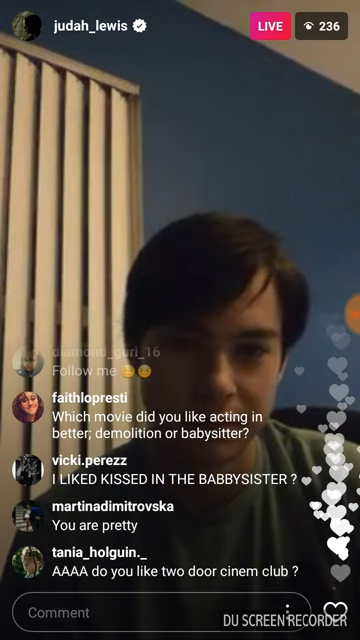 judah_lewis
LIVE
236
diamond_gurl_16
Follow me
faithlopresti
Which movie did you like acting in
better; demolition or babysitter?
vicki.perezz
I LIKED KISSED IN THE BABBYSISTER ?
martinadimitrovska
You are pretty
tania_holguin._
AAAA do you like two door cinem club ?
Comment
DU SCREEN RECORDER